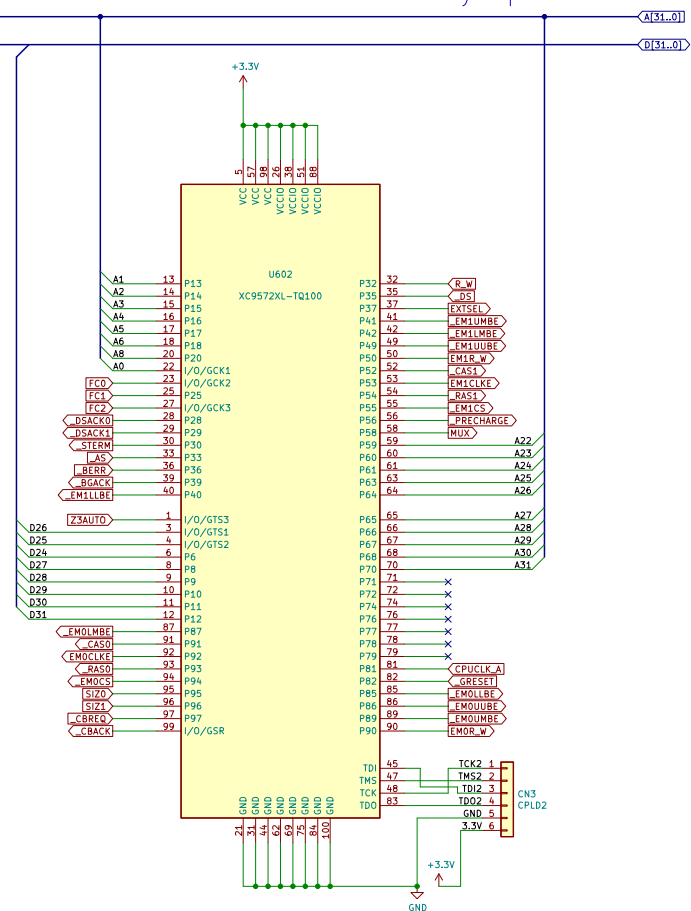 A[31..0]
D[31..0]
+3.3V
5 57 98 26 38 51 88
VCC VCC VCC VCCIO VCCIO VCCIO VCCIO
U602
XC9572XL-TQ100
A1 13 P13 P32 32 R_W
A2 14 P14 P35 35 _DS
A3 15 P15 P37 37 EXTSEL
A4 16 P16 P41 41 _EM1UMBE
A5 17 P17 P42 42 _EM1LMBE
A6 18 P18 P49 49 _EM1UUBE
A8 20 P20 P50 50 EM1R_W
A0 22 I/O/GCK1 P52 52 _CAS1
FC0 23 I/O/GCK2 P53 53 EM1CLKE
FC1 25 P25 P54 54 _RAS1
FC2 27 I/O/GCK3 P55 55 _EM1CS
_DSACK0 28 P28 P56 56 _PRECHARGE
_DSACK1 29 P29 P58 58 MUX
_STERM 30 P30 P59 59 A22
_AS 33 P33 P60 60 A23
_BERR 36 P36 P61 61 A24
_BGACK 39 P39 P63 63 A25
_EM1LLBE 40 P40 P64 64 A26
Z3AUTO 1 I/O/GTS3 P65 65 A27
D26 3 I/O/GTS1 P66 66 A28
D25 4 I/O/GTS2 P67 67 A29
D24 6 P6 P68 68 A30
D27 8 P8 P70 70 A31
D28 9 P9 P71 71
D29 10 P10 P72 72
D30 11 P11 P74 74
D31 12 P12 P76 76
_EM0LMBE 87 P87 P77 77
_CAS0 91 P91 P78 78
EM0CLKE 92 P92 P79 79
_RAS0 93 P93 P81 81 CPUCLK_A
_EM0CS 94 P94 P82 82 _GRESET
SIZ0 95 P95 P85 85 _EM0LLBE
SIZ1 96 P96 P86 86 _EM0UUBE
_CBREQ 97 P97 P89 89 _EM0UMBE
_CBACK 99 I/O/GSR P90 90 EM0R_W
TDI 45 TCK2 1
TMS 47 TMS2 2
TCK 48 TDI2 3 CN3
TDO 83 TDO2 4 CPLD2
GND 5
3.3V 6
GND GND GND GND GND GND GND GND
21 31 44 62 69 75 84 100
+3.3V
GND